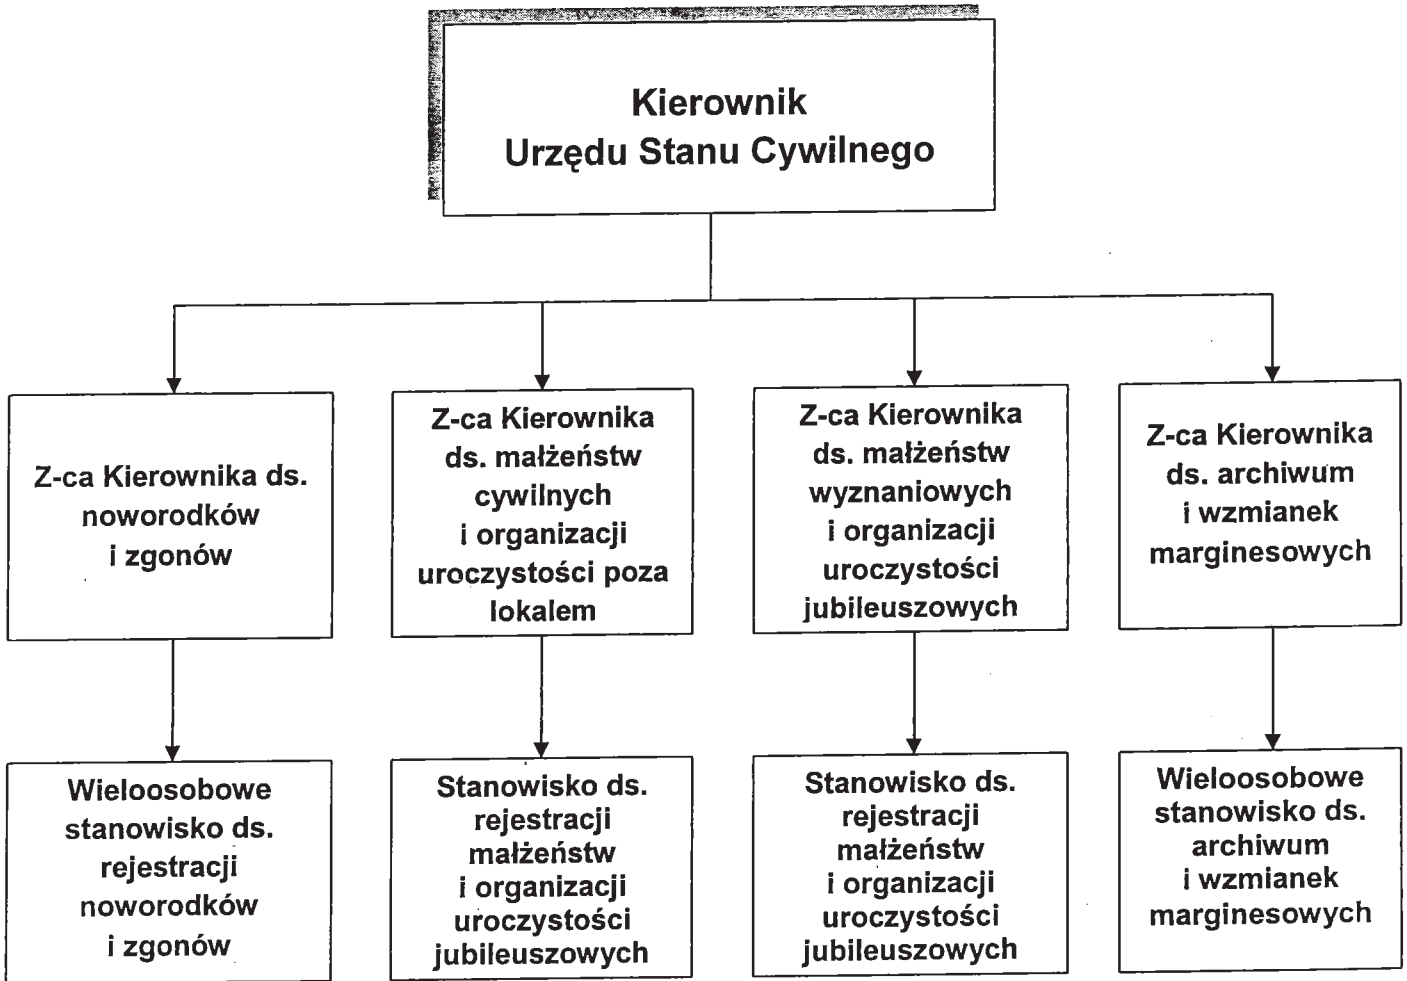 Kierownik
Urzędu Stanu Cywilnego
Z-ca Kierownika ds.
noworodków
i zgonów
Z-ca Kierownika
ds. małżeństw
cywilnych
i organizacji
uroczystości poza
lokalem
Z-ca Kierownika
ds. małżeństw
wyznaniowych
i organizacji
uroczystości
jubileuszowych
Z-ca Kierownika
ds. archiwum
i wzmianek
marginesowych
Wieloosobowe
stanowisko ds.
rejestracji
noworodków
i zgonów
Stanowisko ds.
rejestracji
małżeństw
i organizacji
uroczystości
jubileuszowych
Stanowisko ds.
rejestracji
małżeństw
i organizacji
uroczystości
jubileuszowych
Wieloosobowe
stanowisko ds.
archiwum
i wzmianek
marginesowych